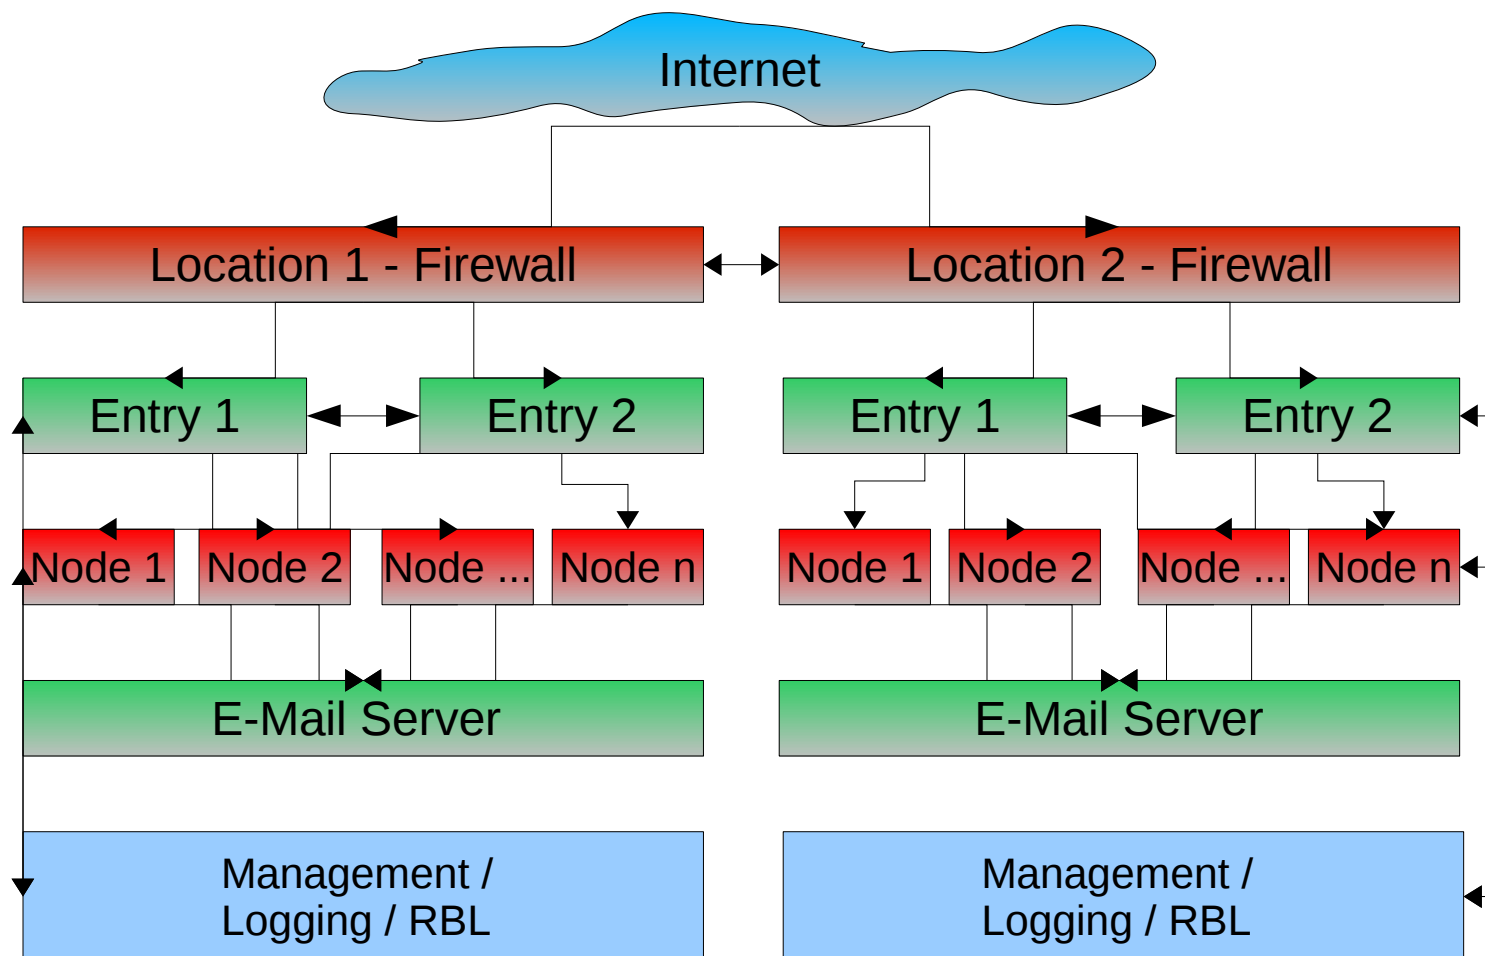 Internet
Location 1 - Firewall
Location 2 - Firewall
Entry 1
Entry 2
Entry 1
Entry 2
Node 1
Node 2
Node ...
Node n
Node 1
Node 2
Node ...
Node n
E-Mail Server
E-Mail Server
Management /
Logging / RBL
Management /
Logging / RBL